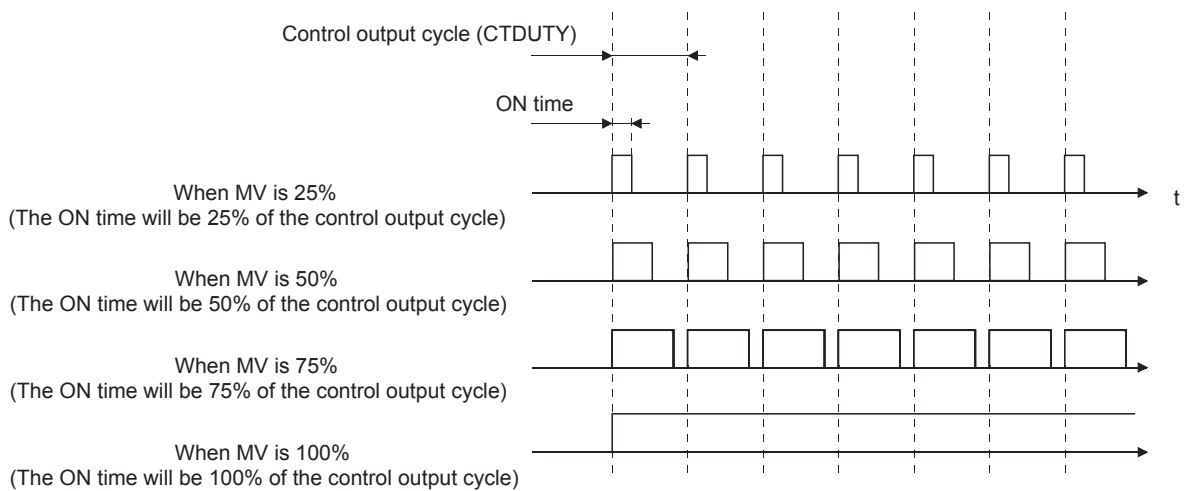 Control output cycle (CTDUTY)
ON time
When MV is 25%
(The ON time will be 25% of the control output cycle)
t
When MV is 50%
(The ON time will be 50% of the control output cycle)
When MV is 75%
(The ON time will be 75% of the control output cycle)
When MV is 100%
(The ON time will be 100% of the control output cycle)